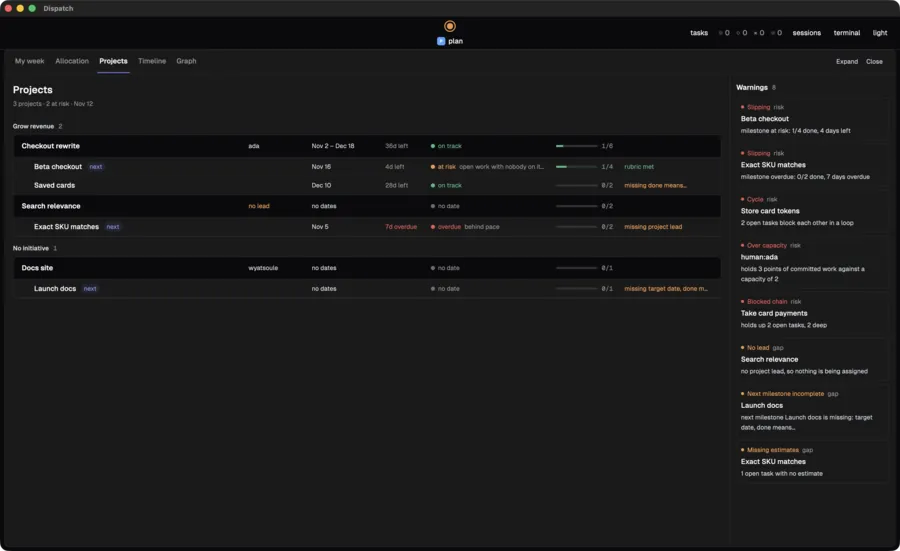 Dispatch
plan
tasks 0 0 0 0 sessions terminal light
My week Allocation Projects Timeline Graph
Expand Close
Projects
3 projects · 2 at risk · Nov 12
Grow revenue 2
Checkout rewrite ada Nov 2 – Dec 18 36d left on track 1/6
Beta checkout next Nov 16 4d left at risk open work with nobody on it… 1/4 rubric met
Saved cards Dec 10 28d left on track 0/2 missing done means…
Search relevance no lead no dates no date 0/2
Exact SKU matches next Nov 5 7d overdue overdue behind pace 0/2 missing project lead
No initiative 1
Docs site wyatsoule no dates no date 0/1
Launch docs next no dates no date 0/1 missing target date, done m…
Warnings 8
Slipping risk
Beta checkout
milestone at risk: 1/4 done, 4 days left
Slipping risk
Exact SKU matches
milestone overdue: 0/2 done, 7 days overdue
Cycle risk
Store card tokens
2 open tasks block each other in a loop
Over capacity risk
human:ada
holds 3 points of committed work against a
capacity of 2
Blocked chain risk
Take card payments
holds up 2 open tasks, 2 deep
No lead gap
Search relevance
no project lead, so nothing is being assigned
Next milestone incomplete gap
Launch docs
next milestone Launch docs is missing: target
date, done means…
Missing estimates gap
Exact SKU matches
1 open task with no estimate